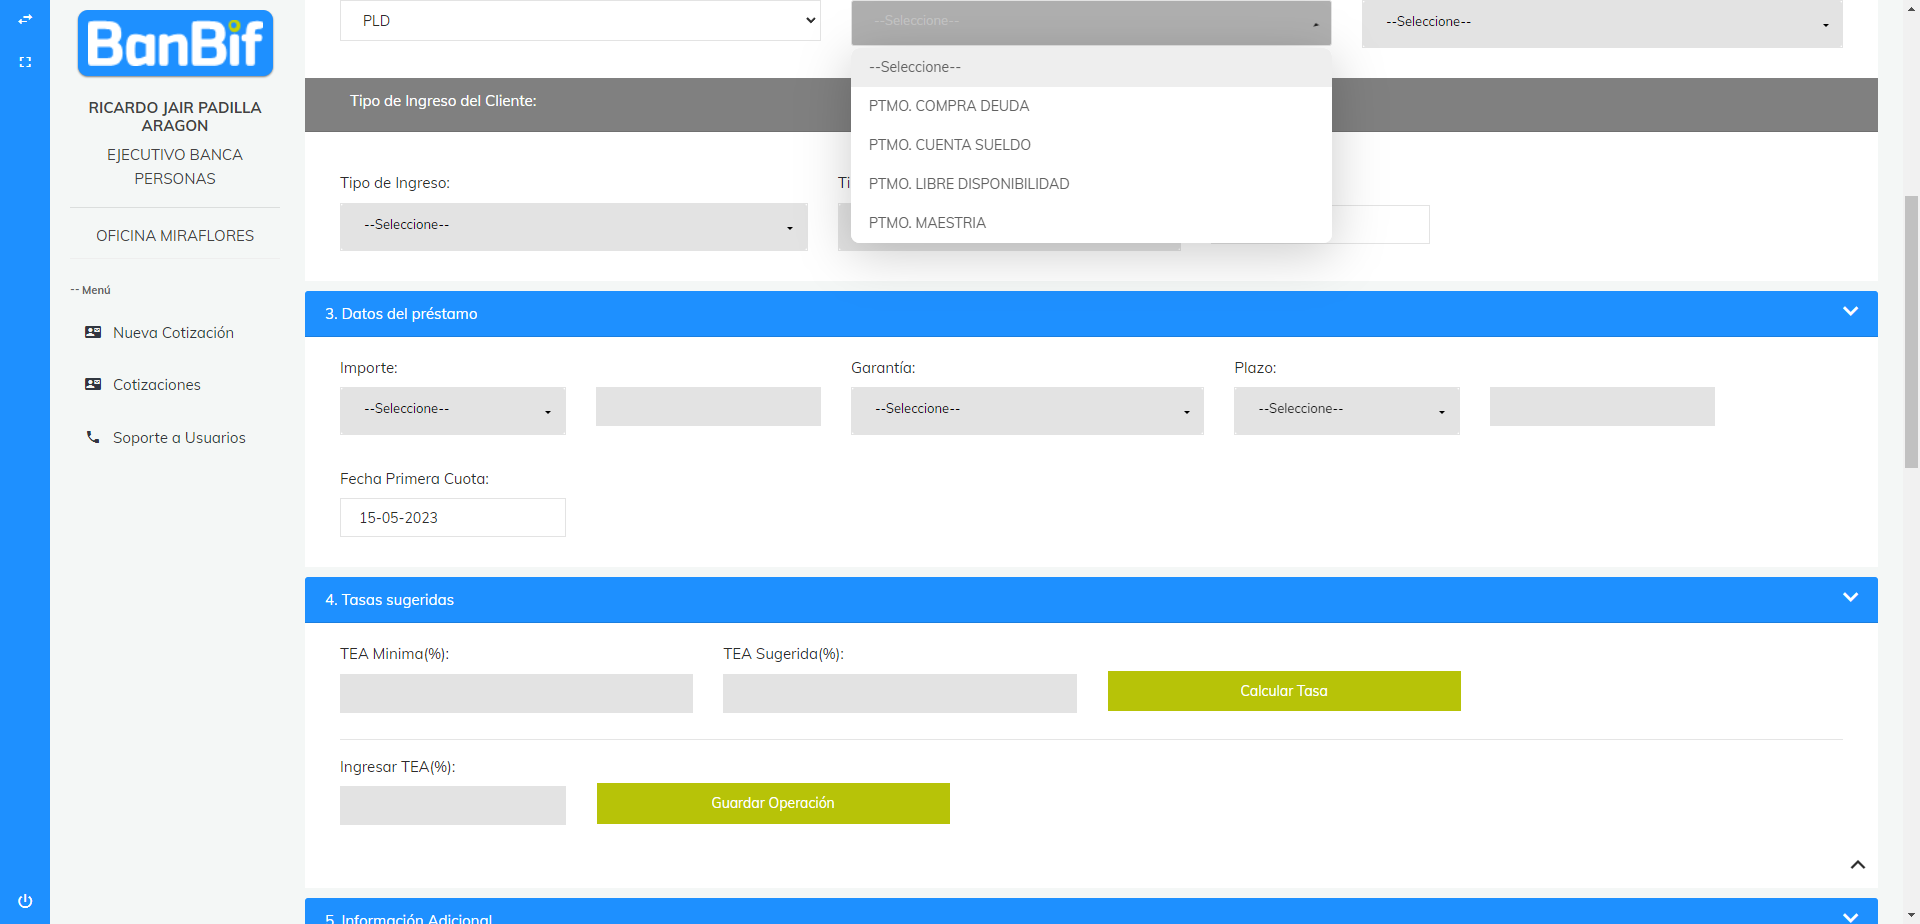 BanBif
RICARDO JAIR PADILLA
ARAGON
EJECUTIVO BANCA
PERSONAS
OFICINA MIRAFLORES
-- Menú
Nueva Cotización
Cotizaciones
Soporte a Usuarios
PLD
--Seleccione--
--Seleccione--
--Seleccione--
PTMO. COMPRA DEUDA
PTMO. CUENTA SUELDO
PTMO. LIBRE DISPONIBILIDAD
PTMO. MAESTRIA
Tipo de Ingreso del Cliente:
Tipo de Ingreso:
Ti
--Seleccione--
3. Datos del préstamo
Importe:
Garantía:
Plazo:
--Seleccione--
--Seleccione--
--Seleccione--
Fecha Primera Cuota:
15-05-2023
4. Tasas sugeridas
TEA Minima(%):
TEA Sugerida(%):
Calcular Tasa
Ingresar TEA(%):
Guardar Operación
5. Información Adicional